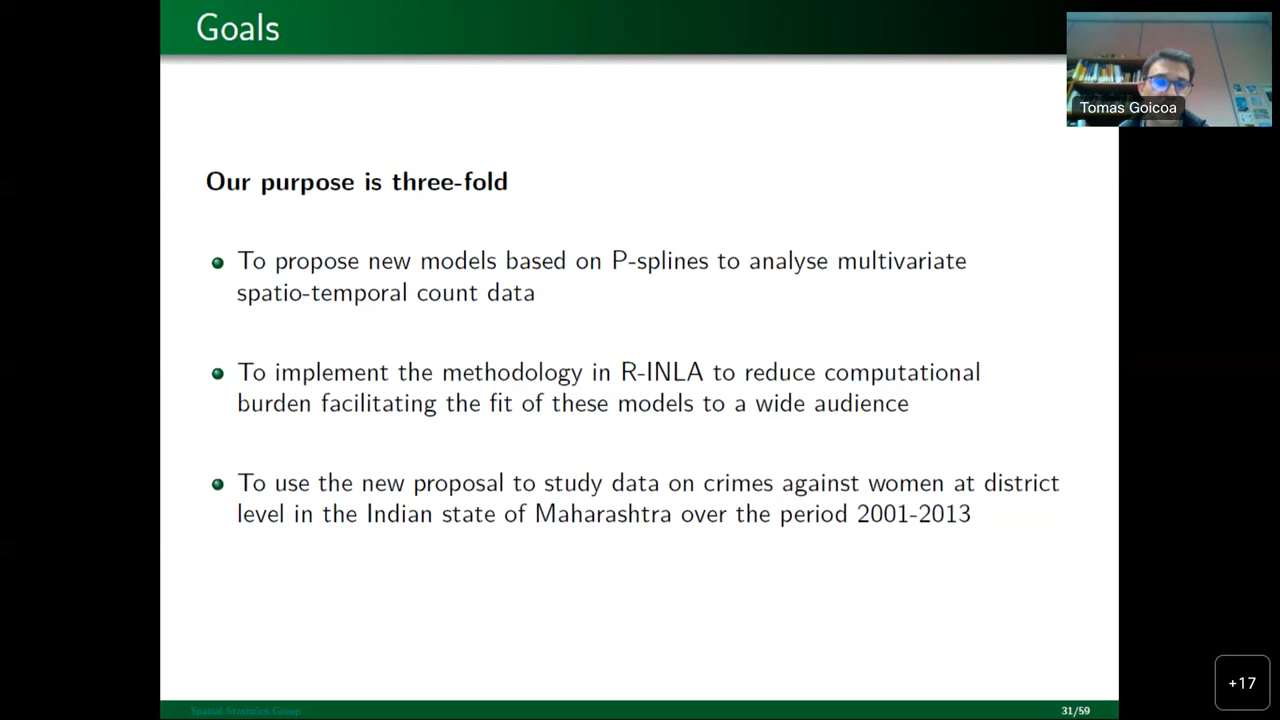 Goals
Tomas Goicoa
Our purpose is three-fold
To propose new models based on P-splines to analyse multivariate
spatio-temporal count data
To implement the methodology in R-INLA to reduce computational
burden facilitating the fit of these models to a wide audience
To use the new proposal to study data on crimes against women at district
level in the Indian state of Maharashtra over the period 2001-2013
+17
Spatial Statistics Group
31/59